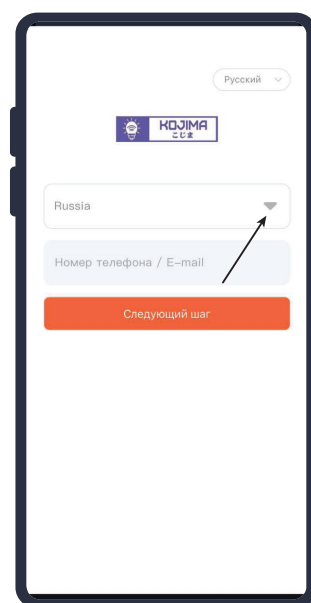 Русский
KOJIMA
こじま
Russia
Номер телефона / E-mail
Следующий шаг